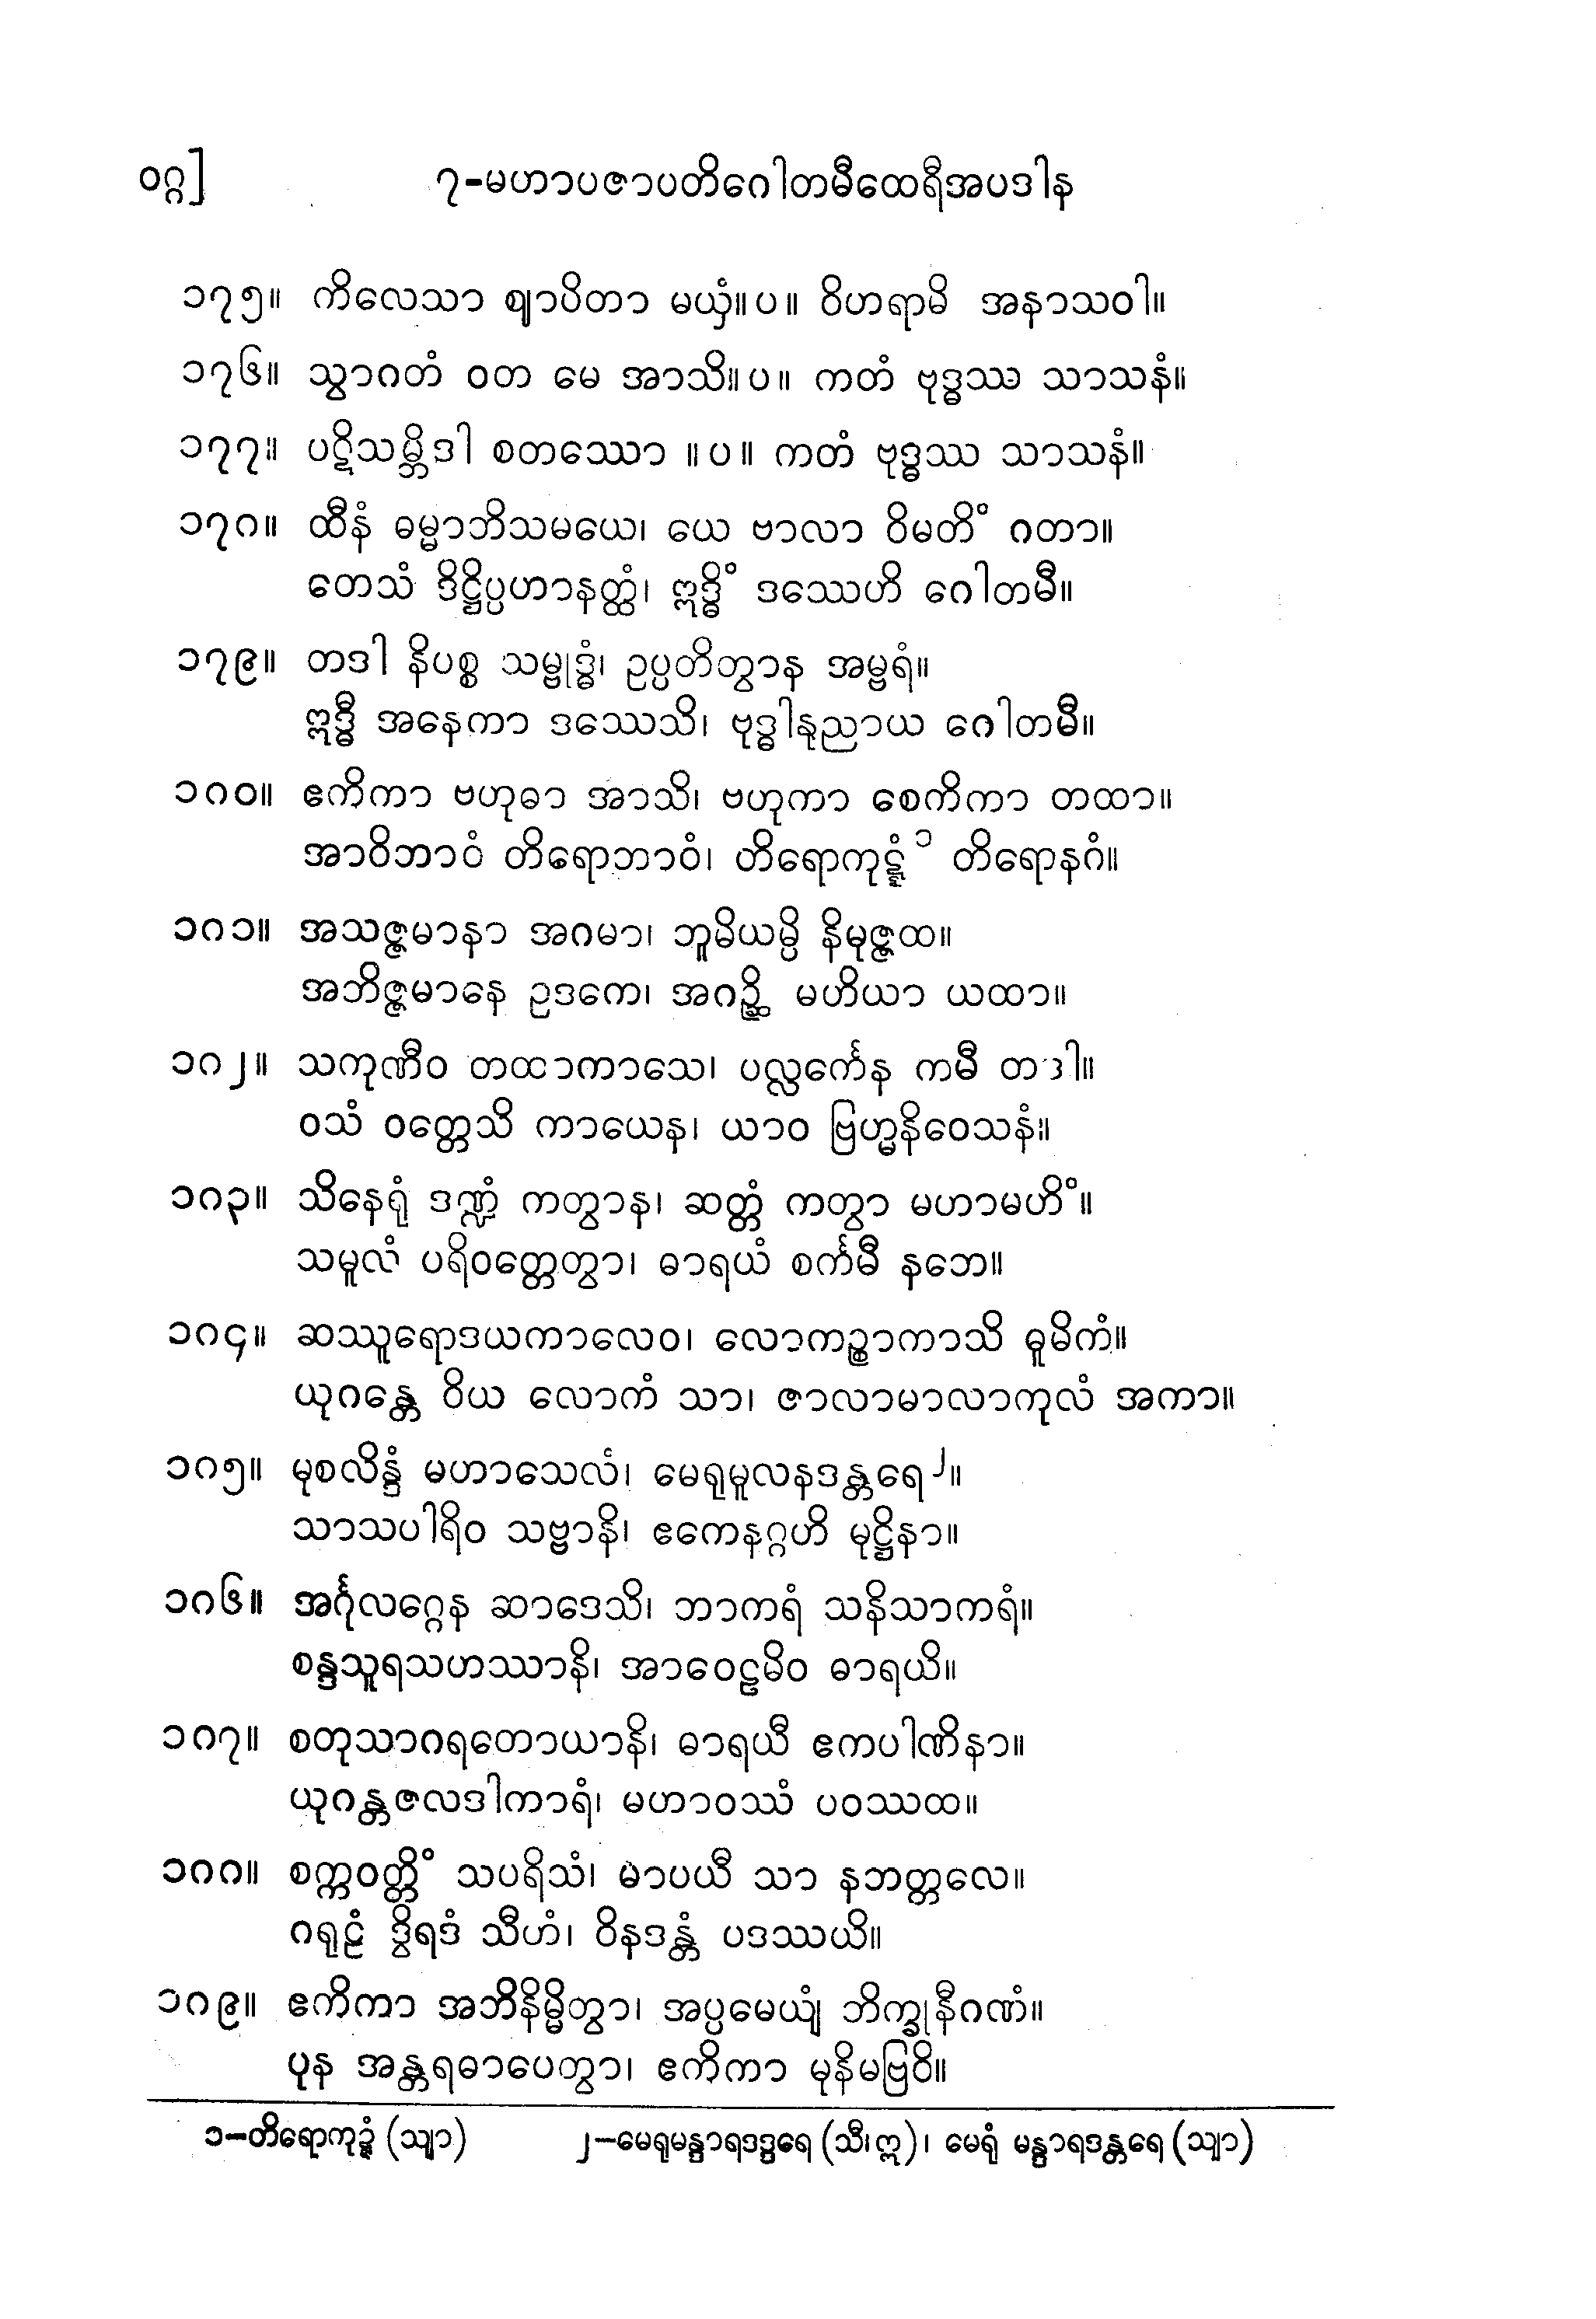 ဝဂ္ဂ] ၇-မဟာပဇာပတိဂေါတမီထေရီအပဒါန
၁၇၅။ ကိလေသာ ဈာပိတာ မယှံ။ပ။ ဝိဟရာမိ အနာသဝါ။
၁၇၆။ သွာဂတံ ဝတ မေ အာသိ။ပ။ ကတံ ဗုဒ္ဓဿ သာသနံ။
၁၇၇။ ပဋိသမ္ဘိဒါ စတဿော ။ပ။ ကတံ ဗုဒ္ဓဿ သာသနံ။
၁၇၈။ ထီနံ ဓမ္မာဘိသမယေ၊ ယေ ဗာလာ ဝိမတိံ ဂတာ။
တေသံ ဒိဋ္ဌိပ္ပဟာနတ္ထံ၊ ဣဒ္ဓိံ ဒဿေဟိ ဂေါတမီ။
၁၇၉။ တဒါ နိပစ္စ သမ္ဗုဒ္ဓံ၊ ဥပ္ပတိတွာန အမ္ဗရံ။
ဣဒ္ဓီ အနေကာ ဒဿေသိ၊ ဗုဒ္ဓါနုညာယ ဂေါတမီ။
၁၈၀။ ဧကိကာ ဗဟုဓာ အာသိ၊ ဗဟုကာ စေကိကာ တထာ။
အာဝိဘာဝံ တိရောဘာဝံ၊ တိရောကုဋ္ဋံ ၁ တိရောနဂံ။
၁၈၁။ အသဇ္ဇမာနာ အဂမာ၊ ဘူမိယမ္ပိ နိမုဇ္ဇထ။
အဘိဇ္ဇမာနေ ဥဒကေ၊ အဂဉ္ဆိ မဟိယာ ယထာ။
၁၈၂။ သကုဏီဝ တထာကာသေ၊ ပလ္လင်္ကေန ကမီ တဒါ။
ဝသံ ဝတ္တေသိ ကာယေန၊ ယာဝ ဗြဟ္မနိဝေသနံ။
၁၈၃။ သိနေရုံ ဒဏ္ဍံ ကတွာန၊ ဆတ္တံ ကတွာ မဟာမဟိံ။
သမူလံ ပရိဝတ္တေတွာ၊ ဓာရယံ စင်္ကမီ နဘေ။
၁၈၄။ ဆဿူရောဒယကာလေဝ၊ လောကဉ္စာကာသိ ဓူမိကံ။
ယုဂန္တေ ဝိယ လောကံ သာ၊ ဇာလာမာလာကုလံ အကာ။
၁၈၅။ မုစလိန္ဒံ မဟာသေလံ၊ မေရုမူလနဒန္တရေ ၂။
သာသပါရိဝ သဗ္ဗာနိ၊ ဧကေနဂ္ဂဟိ မုဋ္ဌိနာ။
၁၈၆။ အင်္ဂုလဂ္ဂေန ဆာဒေသိ၊ ဘာကရံ သနိသာကရံ။
စန္ဒသူရသဟဿာနိ၊ အာဝေဠမိဝ ဓာရယိ။
၁၈၇။ စတုသာဂရတောယာနိ၊ ဓာရယီ ဧကပါဏိနာ။
ယုဂန္တဇလဒါကာရံ၊ မဟာဝဿံ ပဝဿထ။
၁၈၈။ စက္ကဝတ္တိံ သပရိသံ၊ မာပယီ သာ နဘတ္တလေ။
ဂရုဠံ ဒွိရဒံ သီဟံ၊ ဝိနဒန္တံ ပဒဿယိ။
၁၈၉။ ဧကိကာ အဘိနိမ္မိတွာ၊ အပ္ပမေယျံ ဘိက္ခုနီဂဏံ။
ပုန အန္တရဓာပေတွာ၊ ဧကိကာ မုနိမဗြဝိ။
၁-တိရောကုဍ္ဍံ (သျာ) ၂-မေရုမန္ဒာရဒဒ္ဒရေ (သီ၊ဣ)၊ မေရုံ မန္ဒာရဒန္တရေ (သျာ)